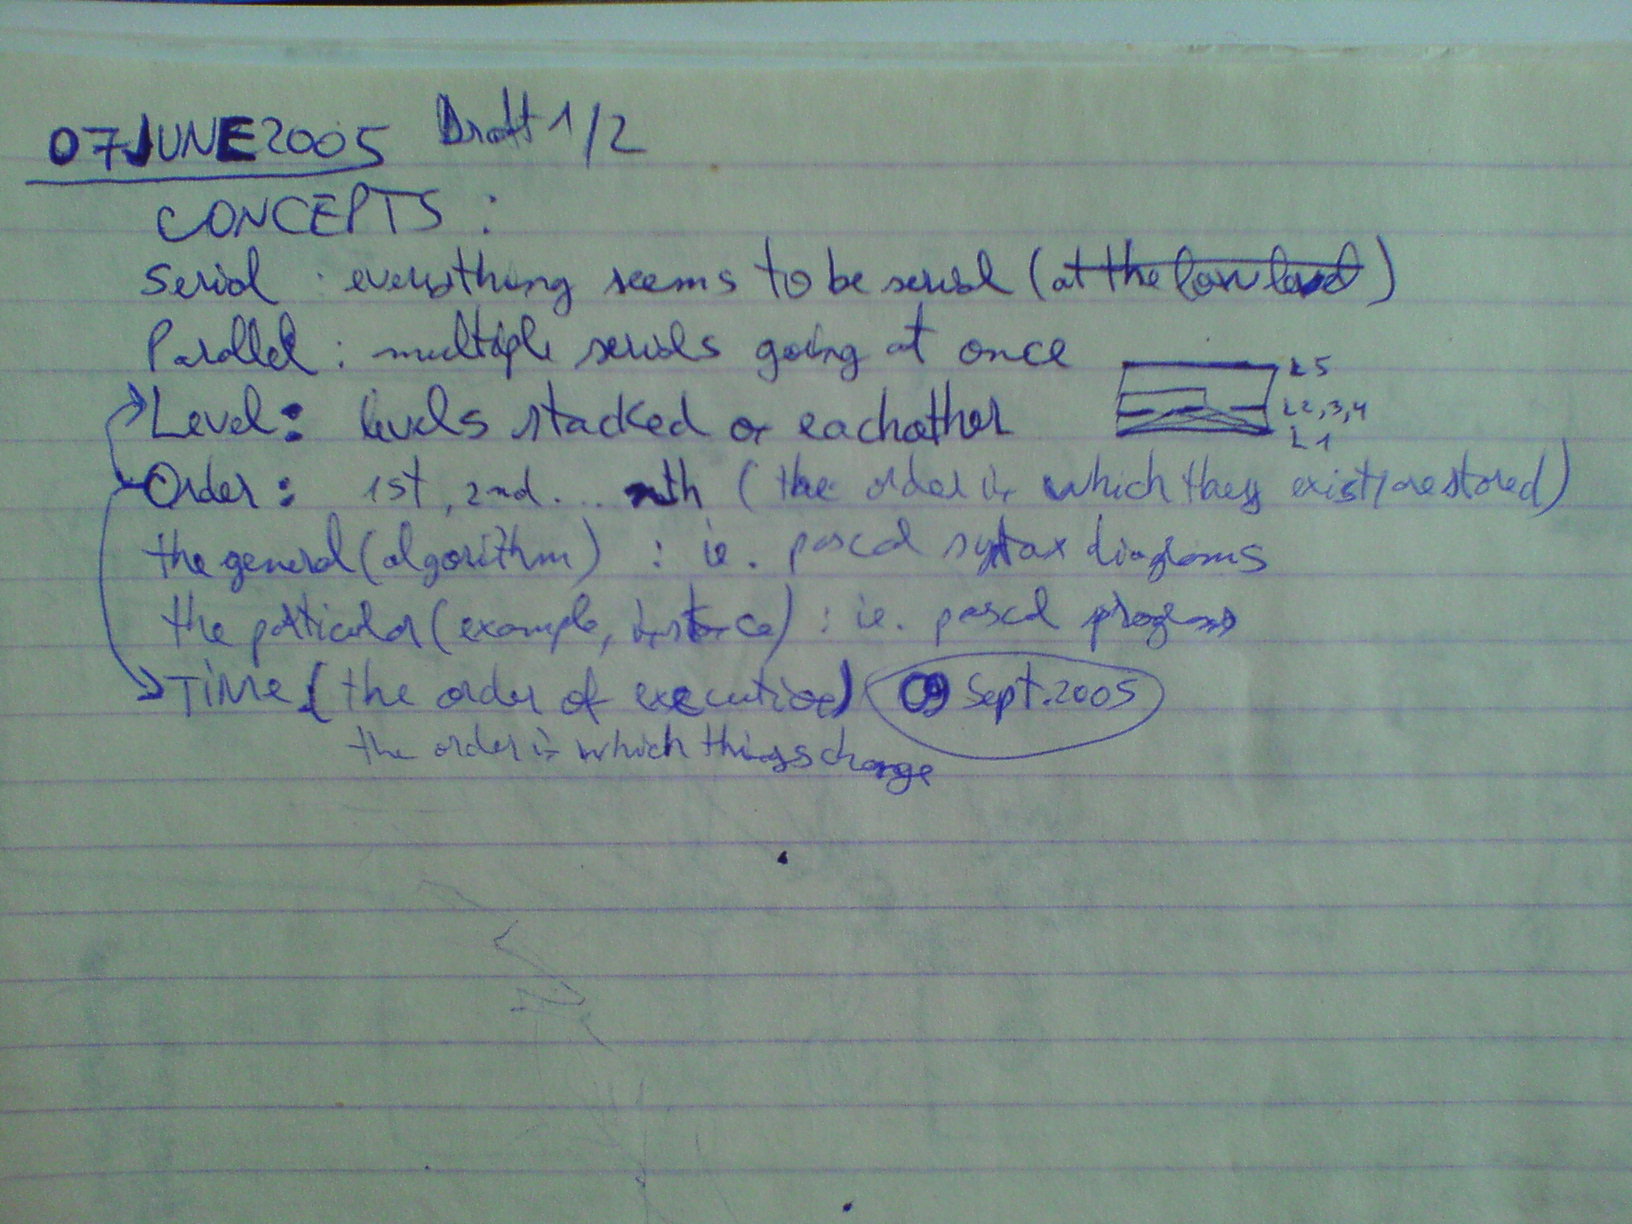 07JUNE2005 Draft 1/2
CONCEPTS :
Serial : everything seems to be serial (at the low level)
Parallel : multiple serials going at once
L5
Level : levels stacked on eachother
L2,3,4
L1
Order : 1st, 2nd... nth (the order in which they exist/are stored)
the general (algorithm) : ie. pascal syntax diagrams
the particular (example, instance) : ie. pascal programs
TIME (the order of execution) 09 Sept.2005
the order in which things change